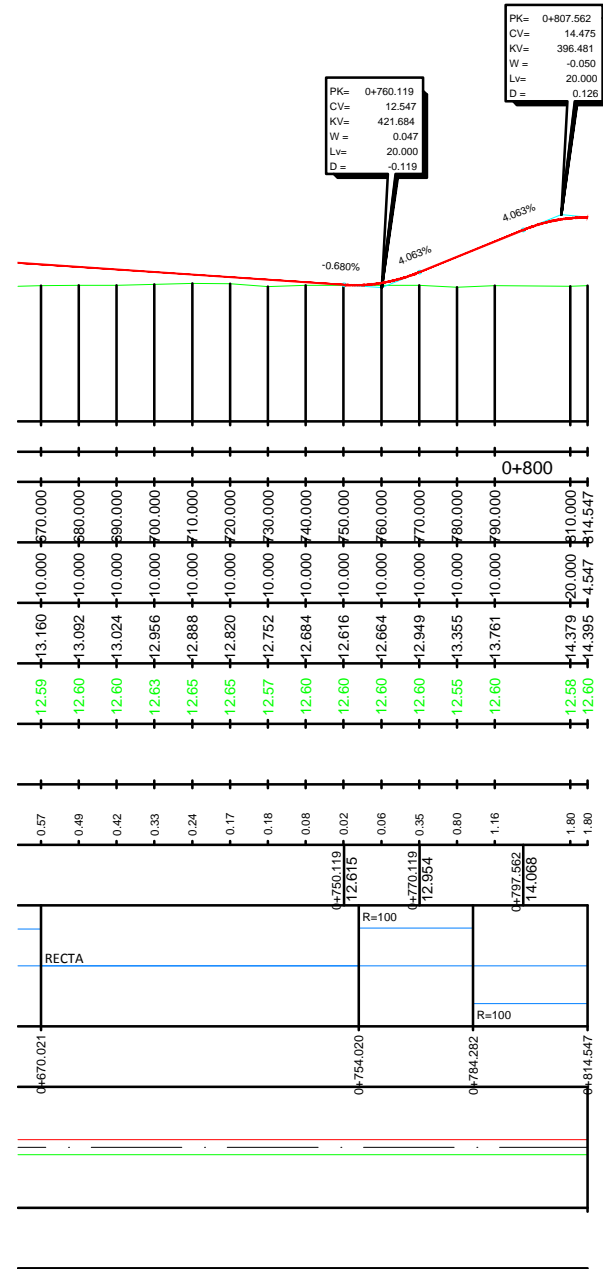 PK= 0+807.562
CV= 14.475
KV= 396.481
W = -0.050
Lv= 20.000
D = 0.126
PK= 0+760.119
CV= 12.547
KV= 421.684
W = 0.047
Lv= 20.000
D = -0.119
-0.680%
4.063%
4.063%
0+800
670.000 680.000 690.000 700.000 710.000 720.000 730.000 740.000 750.000 760.000 770.000 780.000 790.000 810.000 814.547
10.000 10.000 10.000 10.000 10.000 10.000 10.000 10.000 10.000 10.000 10.000 10.000 10.000 20.000 4.547
13.160 13.092 13.024 12.956 12.888 12.820 12.752 12.684 12.616 12.664 12.949 13.355 13.761 14.379 14.395
12.59 12.60 12.60 12.63 12.65 12.65 12.57 12.60 12.60 12.60 12.60 12.55 12.60 12.58 12.60
0.57 0.49 0.42 0.33 0.24 0.17 0.18 0.08 0.02 0.06 0.35 0.80 1.16 1.80 1.80
0+750.119 0+770.119 0+797.562
12.615 12.954 14.068
R=100
RECTA
R=100
0+670.021 0+754.020 0+784.282 0+814.547